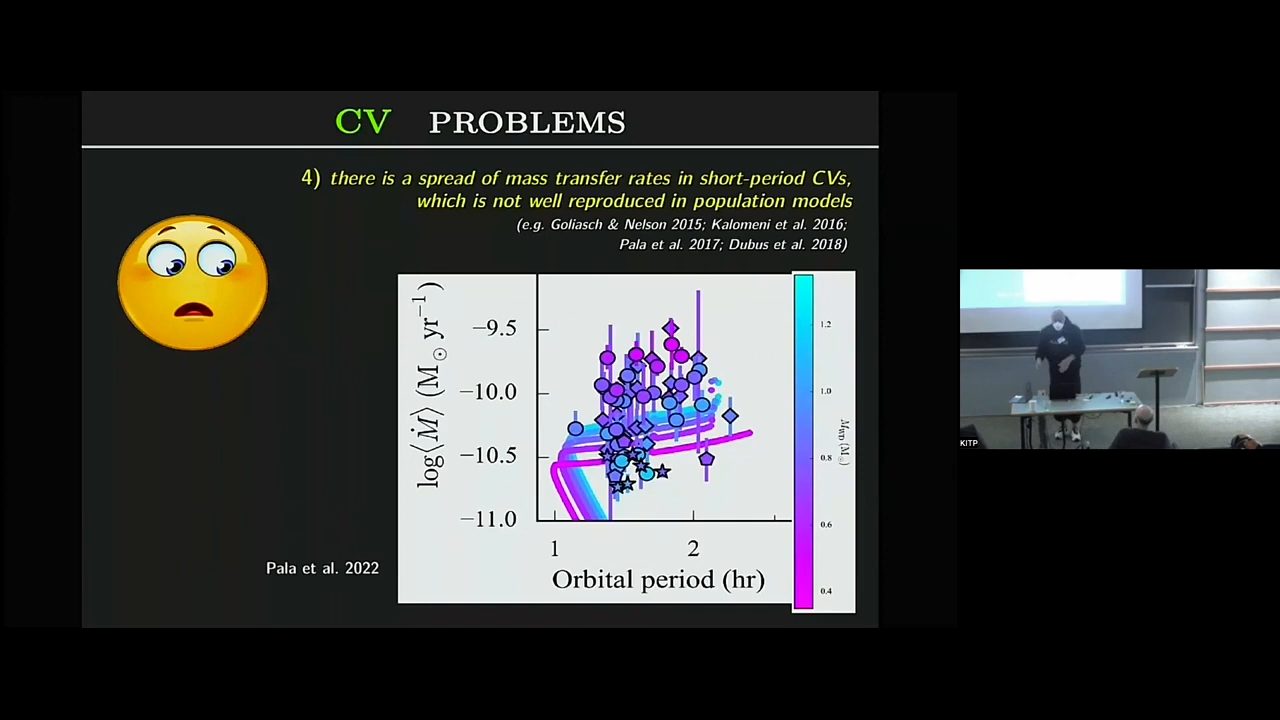 CV PROBLEMS
4) there is a spread of mass transfer rates in short-period CVs,
which is not well reproduced in population models
(e.g. Goliasch & Nelson 2015; Kalomeni et al. 2016;
Pala et al. 2017; Dubus et al. 2018)
log⟨Ṁ⟩ (M⊙ yr⁻¹)
−9.5
−10.0
−10.5
−11.0
1 2
Orbital period (hr)
1.2
1.0
0.8
0.6
0.4
M_WD (M⊙)
Pala et al. 2022
KITP